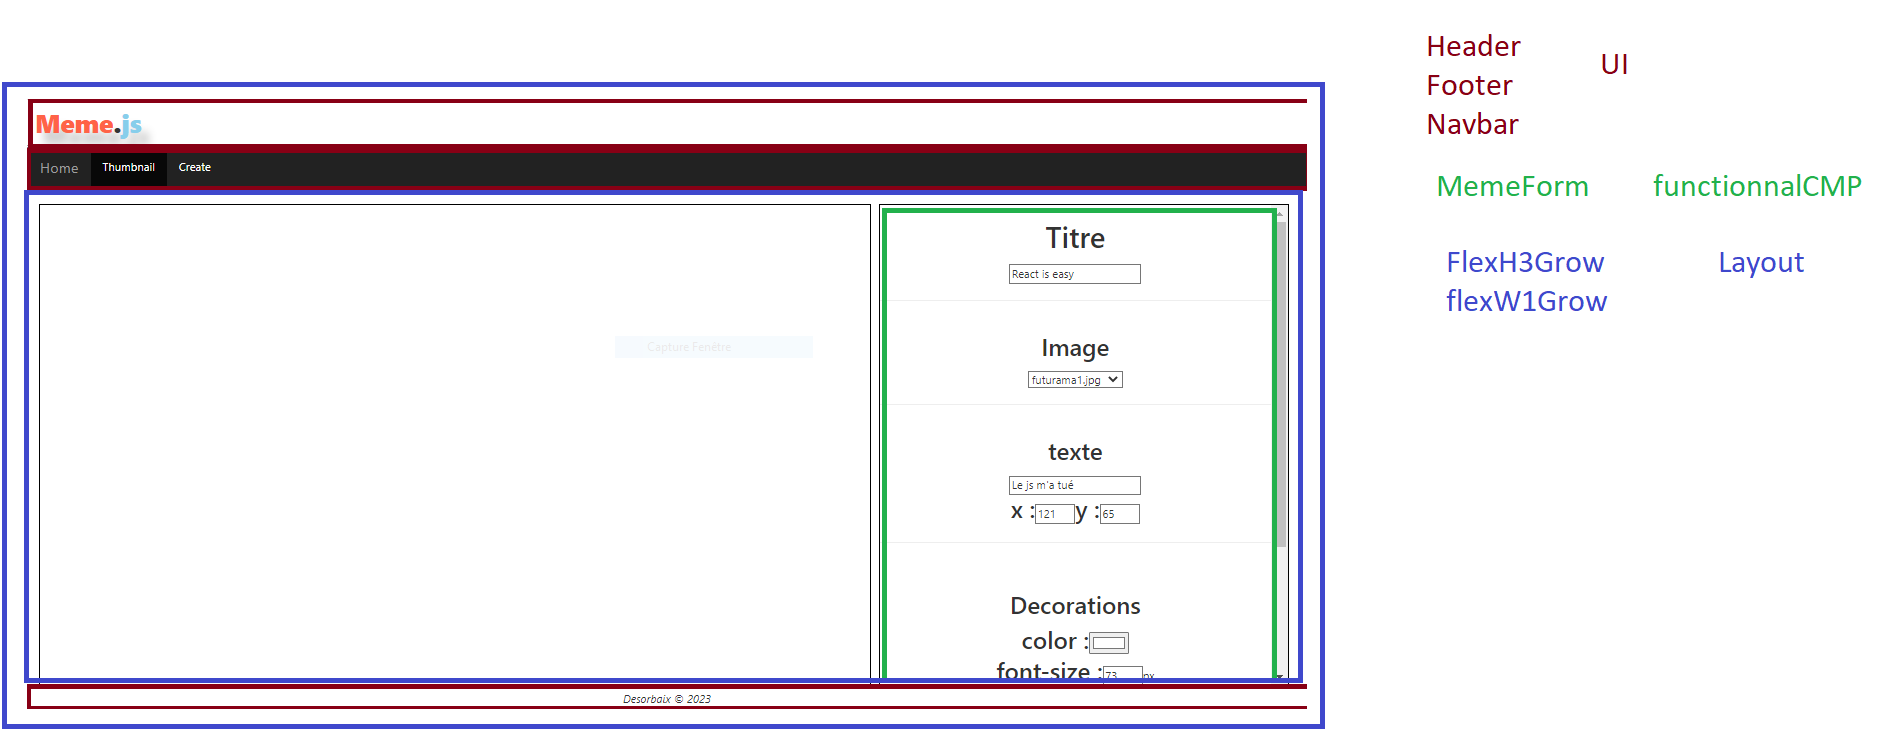 Header
UI
Footer
Navbar
Meme.js
Home Thumbnail Create
MemeForm functionnalCMP
Titre
React is easy
FlexH3Grow Layout
flexW1Grow
Capture Fenêtre
Image
futurama1.jpg
texte
Le js m'a tué
x : 121 y : 65
Decorations
color :
font-size : 73 px
Desorbaix © 2023